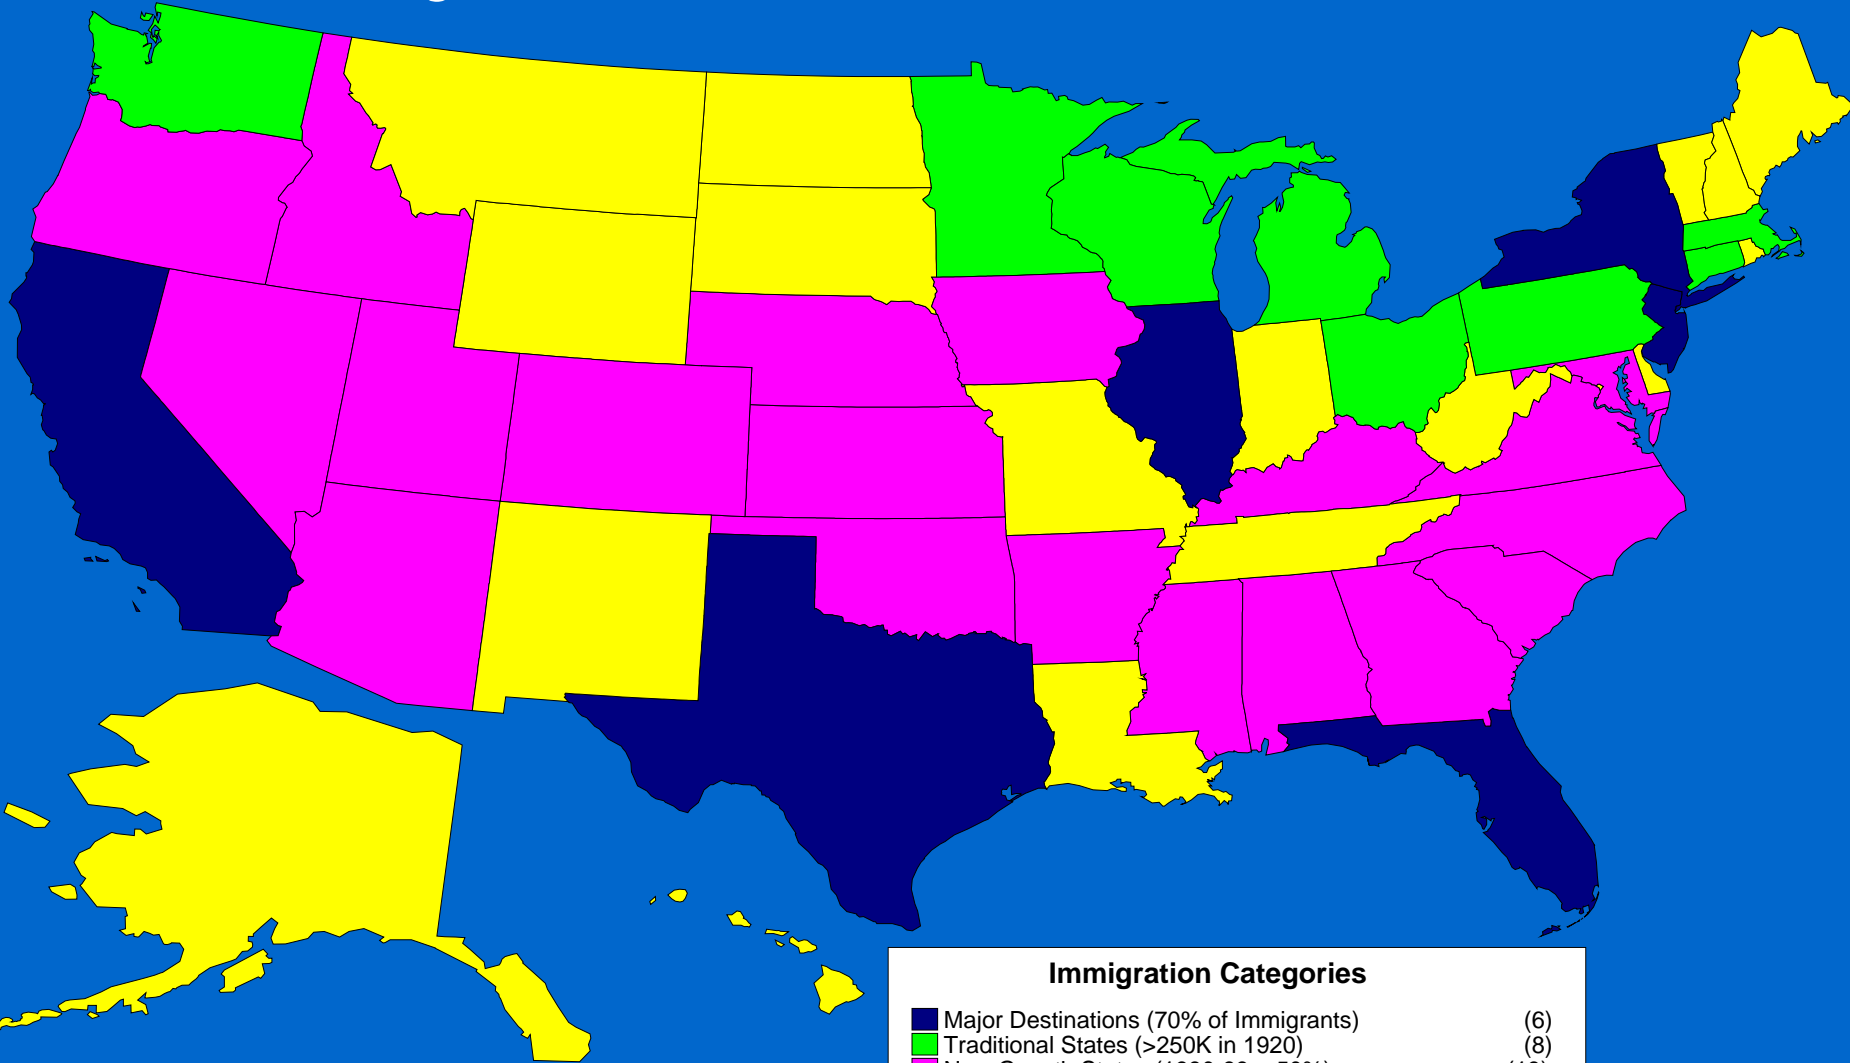 Immigration Categories
Major Destinations (70% of Immigrants) (6)
Traditional States (>250K in 1920) (8)